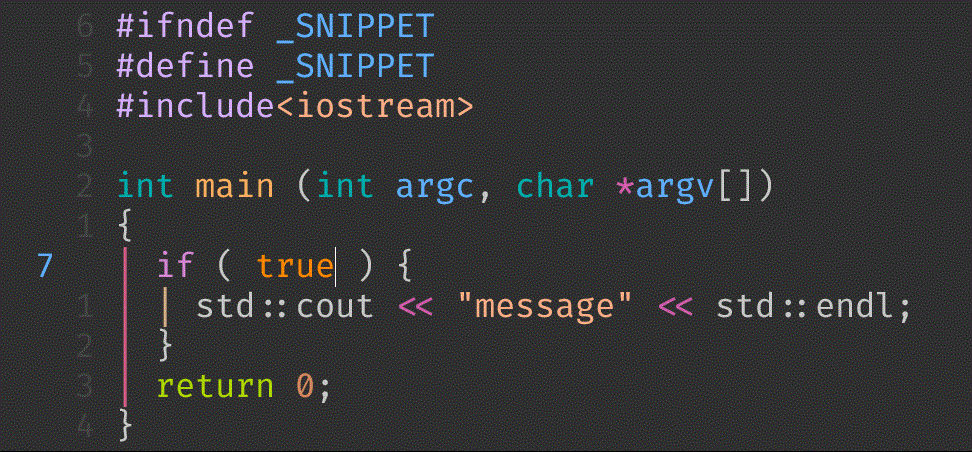 6 #ifndef _SNIPPET
5 #define _SNIPPET
4 #include<iostream>
3
2 int main (int argc, char *argv[])
1 {
7 if ( true ) {
1 std::cout << "message" << std::endl;
2 }
3 return 0;
4 }